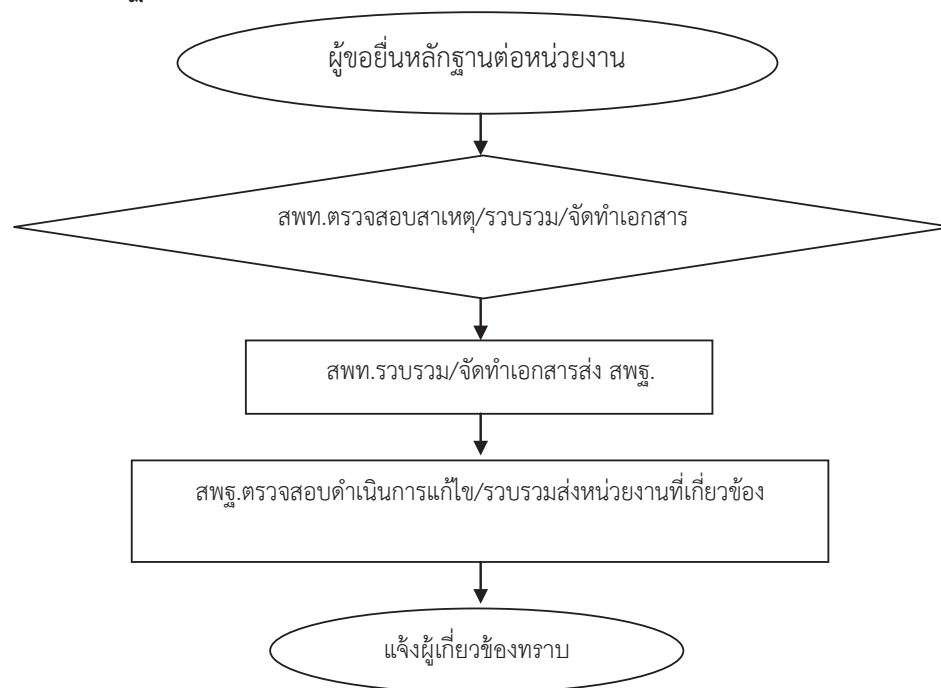 ผู้ขอยื่นหลักฐานต่อหน่วยงาน
สพท.ตรวจสอบสาเหตุ/รวบรวม/จัดทำเอกสาร
สพท.รวบรวม/จัดทำเอกสารส่ง สพฐ.
สพฐ.ตรวจสอบดำเนินการแก้ไข/รวบรวมส่งหน่วยงานที่เกี่ยวข้อง
แจ้งผู้เกี่ยวข้องทราบ